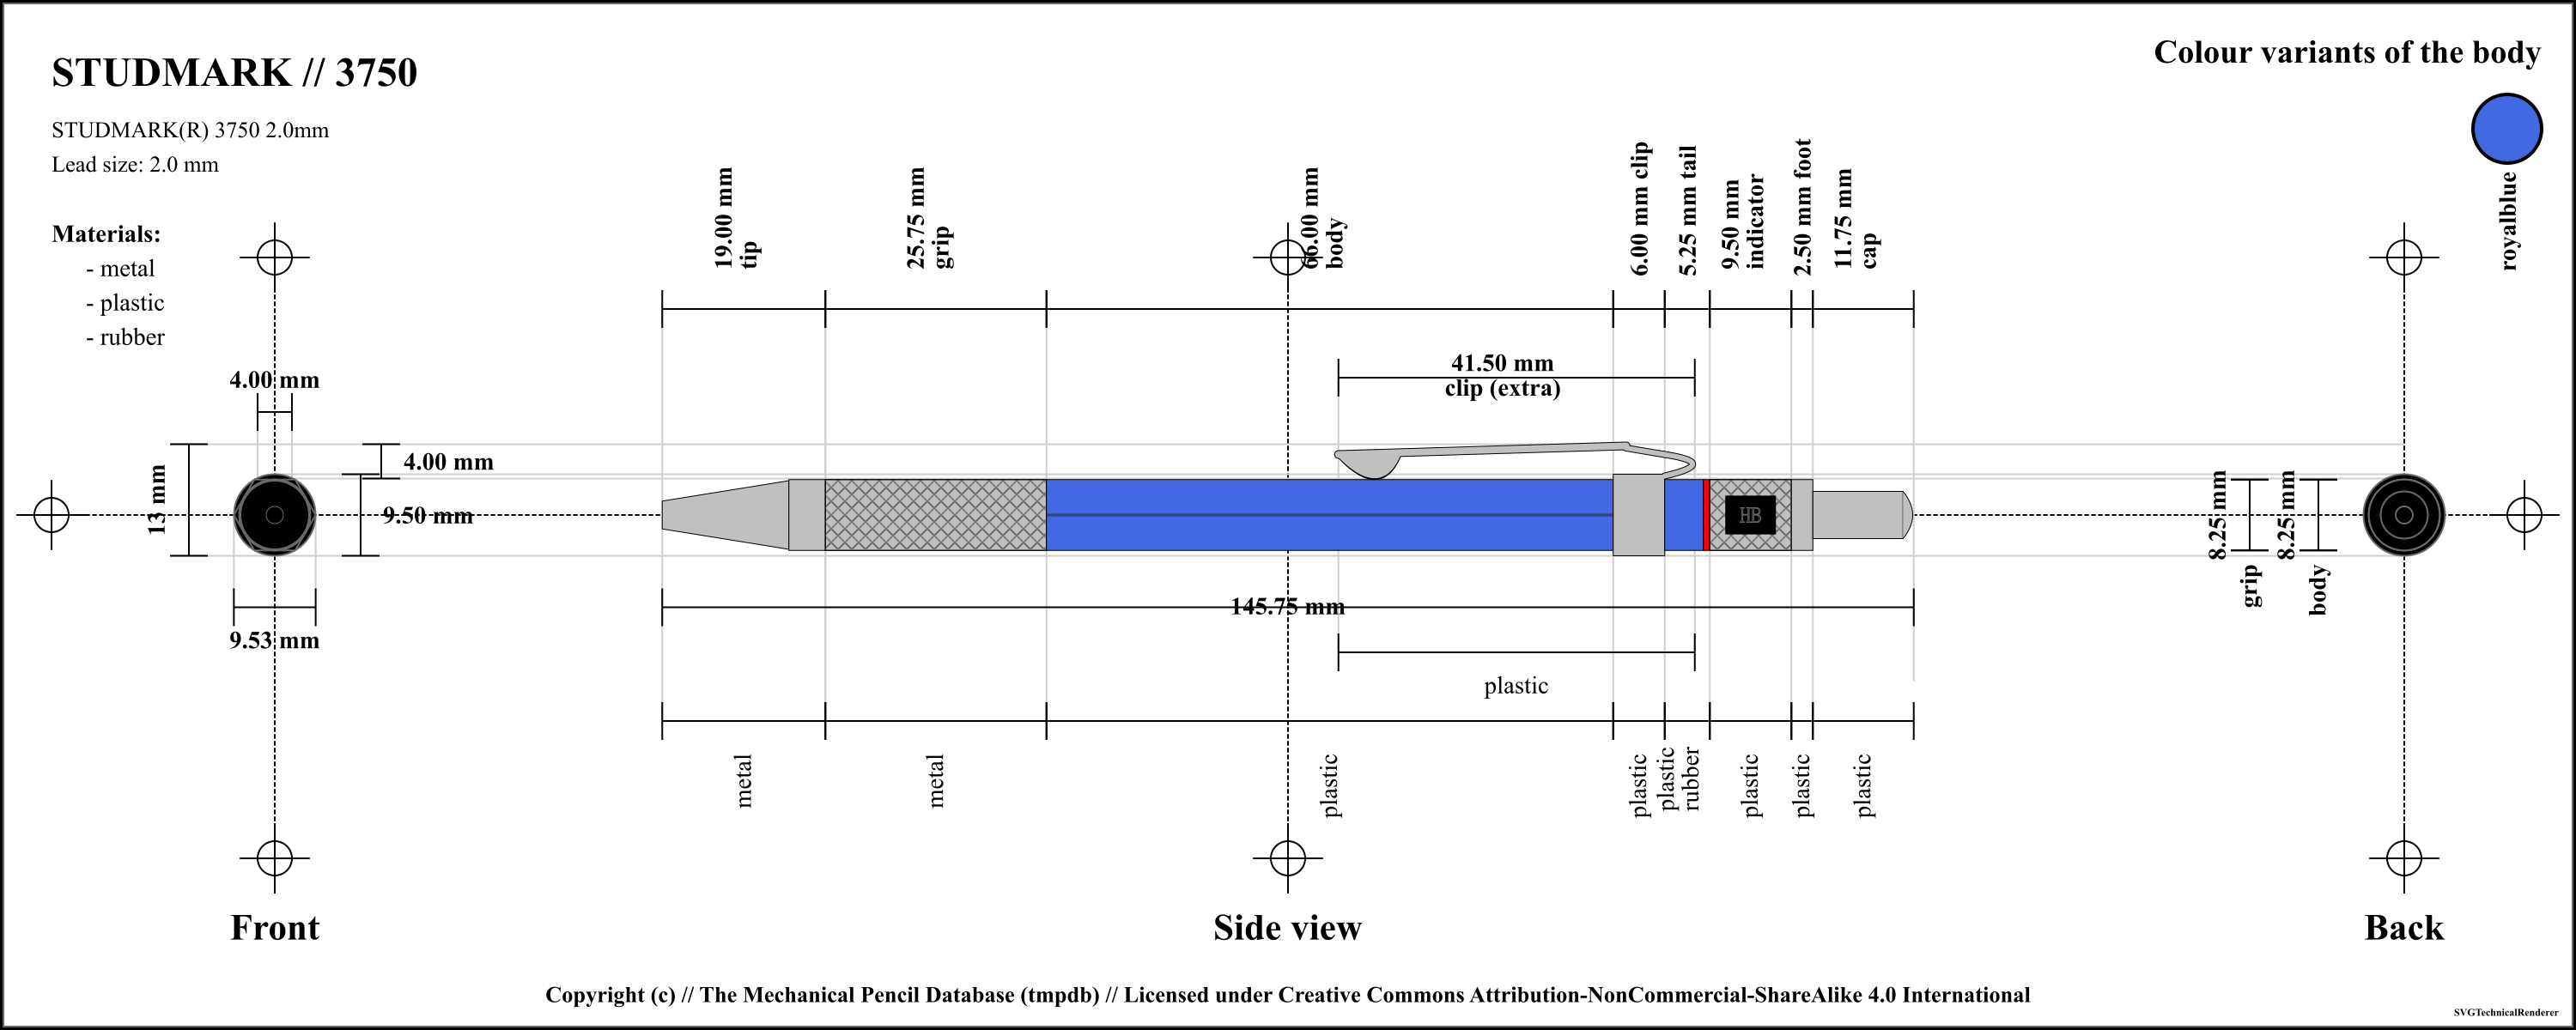 STUDMARK // 3750
STUDMARK(R) 3750 2.0mm
Lead size: 2.0 mm
Materials:
- metal
- plastic
- rubber
Colour variants of the body
royalblue
19.00 mm
tip
25.75 mm
grip
66.00 mm
body
6.00 mm clip
5.25 mm tail
9.50 mm
indicator
2.50 mm foot
11.75 mm
cap
41.50 mm
clip (extra)
4.00 mm
13 mm
4.00 mm
9.50 mm
9.53 mm
HB
8.25 mm
grip
8.25 mm
body
145.75 mm
plastic
metal
metal
plastic
plastic
plastic
rubber
plastic
plastic
plastic
Front
Side view
Back
Copyright (c) // The Mechanical Pencil Database (tmpdb) // Licensed under Creative Commons Attribution-NonCommercial-ShareAlike 4.0 International
SVGTechnicalRenderer